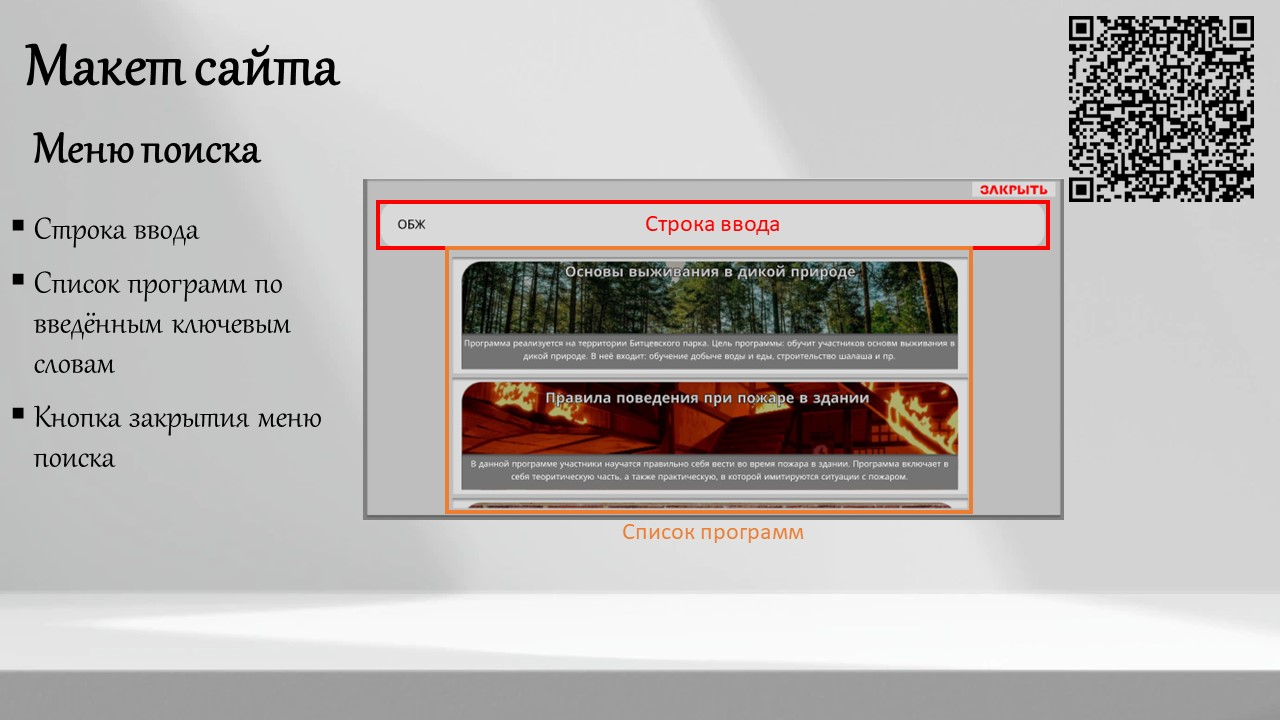 Макет сайта
Меню поиска
Строка ввода
Список программ по
введённым ключевым
словам
Кнопка закрытия меню
поиска
ЗАКРЫТЬ
ОБЖ
Строка ввода
Основы выживания в дикой природе
Программа реализуется на территории Битцевского парка. Цель программы: обучит участников основм выживания в
дикой природе. В неё входит: обучение добыче воды и еды, строительство шалаша и пр.
Правила поведения при пожаре в здании
В данной программе участники научатся правильно себя вести во время пожара в здании. Программа включает в
себя теоритическую часть, а также практическую, в которой имитируются ситуации с пожаром.
Список программ